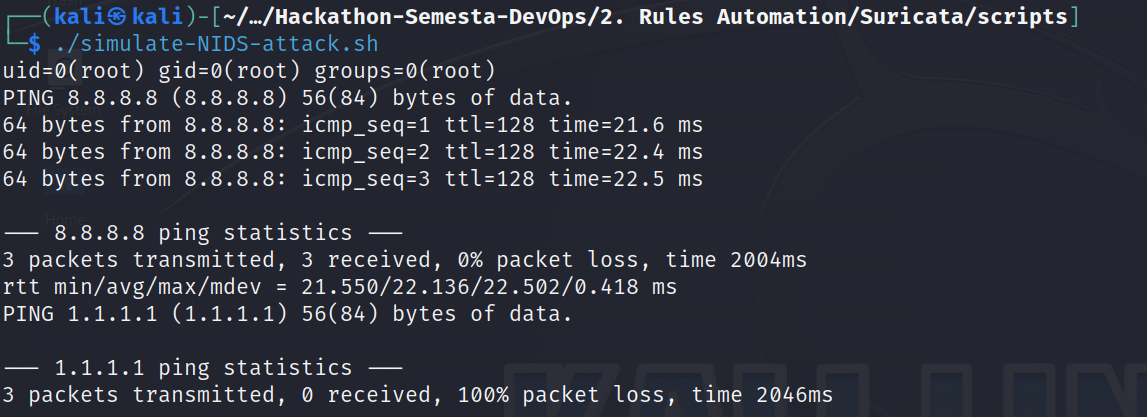 ┌──(kali㉿kali)-[~/…/Hackathon-Semesta-DevOps/2. Rules Automation/Suricata/scripts]
└─$ ./simulate-NIDS-attack.sh
uid=0(root) gid=0(root) groups=0(root)
PING 8.8.8.8 (8.8.8.8) 56(84) bytes of data.
64 bytes from 8.8.8.8: icmp_seq=1 ttl=128 time=21.6 ms
64 bytes from 8.8.8.8: icmp_seq=2 ttl=128 time=22.4 ms
64 bytes from 8.8.8.8: icmp_seq=3 ttl=128 time=22.5 ms
Home
--- 8.8.8.8 ping statistics ---
3 packets transmitted, 3 received, 0% packet loss, time 2004ms
rtt min/avg/max/mdev = 21.550/22.136/22.502/0.418 ms
PING 1.1.1.1 (1.1.1.1) 56(84) bytes of data.

--- 1.1.1.1 ping statistics ---
3 packets transmitted, 0 received, 100% packet loss, time 2046ms